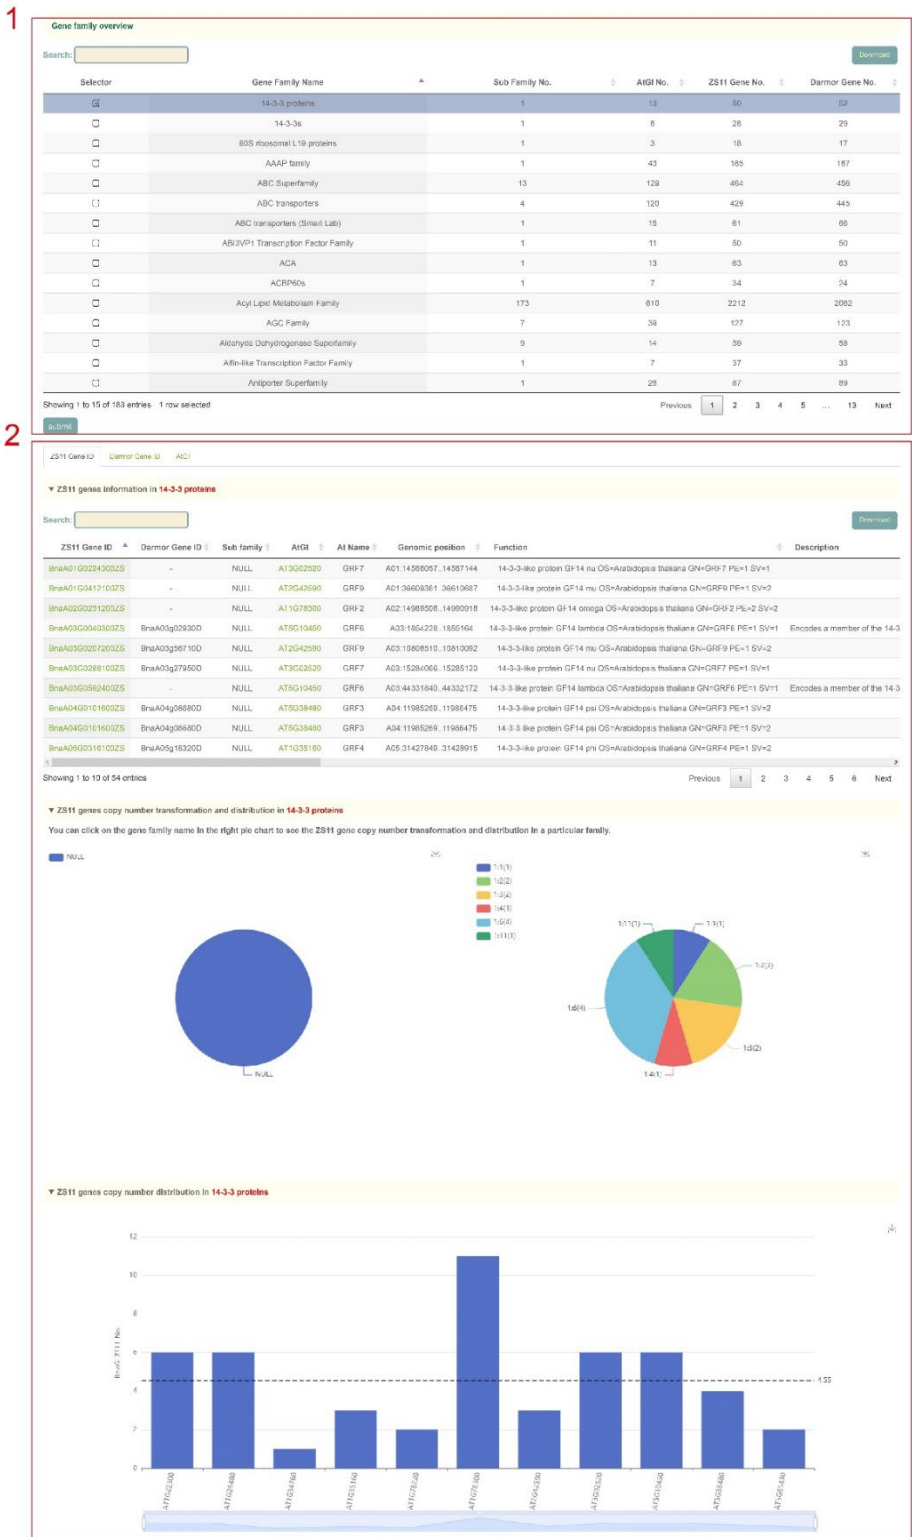 1
Gene family overview
Search:
Download
Selector Gene Family Name Sub Family No. AtGI No. ZS11 Gene No. Darmor Gene No.
14-3-3 proteins 1 13 50 52
14-3-3s 1 8 28 29
60S ribosomal L19 proteins 1 3 18 17
AAAP family 1 43 185 187
ABC Superfamily 13 129 464 456
ABC transporters 4 120 429 445
ABC transporters (Smart Lab) 1 15 61 66
ABI3VP1 Transcription Factor Family 1 11 50 50
ACA 1 13 63 63
ACBP60s 1 7 34 24
Acyl Lipid Metabolism Family 173 610 2212 2082
AGC Family 7 39 127 123
Aldehyde Dehydrogenase Superfamily 9 14 59 58
Alfin-like Transcription Factor Family 1 7 37 33
Antiporter Superfamily 1 28 87 89
Showing 1 to 15 of 183 entries 1 row selected
Previous 1 2 3 4 5 ... 13 Next
submit
2
ZS11 Gene ID Darmor Gene ID AtGI
▼ ZS11 genes information in 14-3-3 proteins
Search:
Download
ZS11 Gene ID Darmor Gene ID Sub family AtGI At Name Genomic position Function Description
BnaA01G0224300ZS - NULL AT3G02520 GRF7 A01:14586057..14587144 14-3-3-like protein GF14 nu OS=Arabidopsis thaliana GN=GRF7 PE=1 SV=1
BnaA01G0412100ZS - NULL AT2G42590 GRF9 A01:36609361..36610687 14-3-3-like protein GF14 mu OS=Arabidopsis thaliana GN=GRF9 PE=1 SV=2
BnaA02G0231200ZS - NULL AT1G78300 GRF2 A02:14989508..14990918 14-3-3-like protein GF14 omega OS=Arabidopsis thaliana GN=GRF2 PE=2 SV=2
BnaA03G0040300ZS BnaA03g02930D NULL AT5G10450 GRF6 A03:1854228..1856164 14-3-3-like protein GF14 lambda OS=Arabidopsis thaliana GN=GRF6 PE=1 SV=1 Encodes a member of the 14-3
BnaA03G0207200ZS BnaA03g56710D NULL AT2G42590 GRF9 A03:10808510..10810092 14-3-3-like protein GF14 mu OS=Arabidopsis thaliana GN=GRF9 PE=1 SV=2
BnaA03G0288100ZS BnaA03g27950D NULL AT3G02520 GRF7 A03:15284066..15285120 14-3-3-like protein GF14 nu OS=Arabidopsis thaliana GN=GRF7 PE=1 SV=1
BnaA03G0592400ZS - NULL AT5G10450 GRF6 A03:44331640..44332172 14-3-3-like protein GF14 lambda OS=Arabidopsis thaliana GN=GRF6 PE=1 SV=1 Encodes a member of the 14-3
BnaA04G0101600ZS BnaA04g08680D NULL AT5G38480 GRF3 A04:11985269..11986475 14-3-3-like protein GF14 psi OS=Arabidopsis thaliana GN=GRF3 PE=1 SV=2
BnaA04G0101600ZS BnaA04g08660D NULL AT5G38480 GRF3 A04:11985269..11986475 14-3-3-like protein GF14 psi OS=Arabidopsis thaliana GN=GRF3 PE=1 SV=2
BnaA05G0316100ZS BnaA05g18320D NULL AT1G35160 GRF4 A05:31427849..31428915 14-3-3-like protein GF14 phi OS=Arabidopsis thaliana GN=GRF4 PE=1 SV=2
Showing 1 to 10 of 54 entries
Previous 1 2 3 4 5 6 Next
▼ ZS11 genes copy number transformation and distribution in 14-3-3 proteins
You can click on the gene family name in the right pie chart to see the ZS11 gene copy number transformation and distribution in a particular family.
NULL
1:1(1)
1:2(2)
1:3(2)
1:4(1)
1:6(4)
1:11(1)
NULL
1:11(1) 1:1(1)
1:2(2)
1:6(4)
1:3(2)
1:4(1)
▼ ZS11 genes copy number distribution in 14-3-3 proteins
12
10
8
6
4
2
0
BnaG ZS11 No.
4.55
AT1G22300 AT1G26480 AT1G34760 AT1G35160 AT1G78220 AT1G78300 AT2G42590 AT3G02520 AT5G10450 AT5G38480 AT5G65430